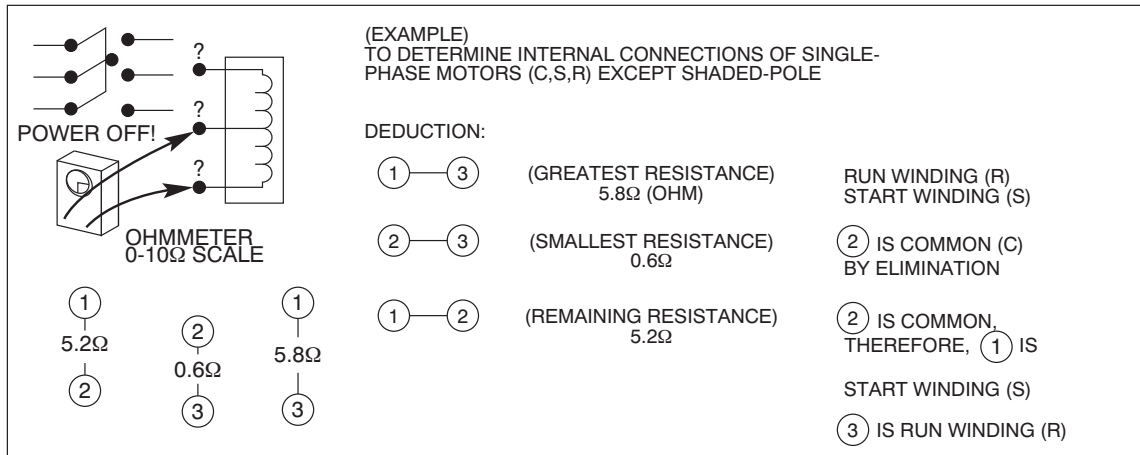 (EXAMPLE)
TO DETERMINE INTERNAL CONNECTIONS OF SINGLE-
PHASE MOTORS (C,S,R) EXCEPT SHADED-POLE
?
?
?
POWER OFF!
OHMMETER
0-10Ω SCALE
1
5.2Ω
2
2
0.6Ω
3
1
5.8Ω
3
DEDUCTION:
1 3 (GREATEST RESISTANCE) RUN WINDING (R)
5.8Ω (OHM) START WINDING (S)
2 3 (SMALLEST RESISTANCE) 2 IS COMMON (C)
0.6Ω BY ELIMINATION
1 2 (REMAINING RESISTANCE) 2 IS COMMON,
5.2Ω THEREFORE, 1 IS
START WINDING (S)
3 IS RUN WINDING (R)